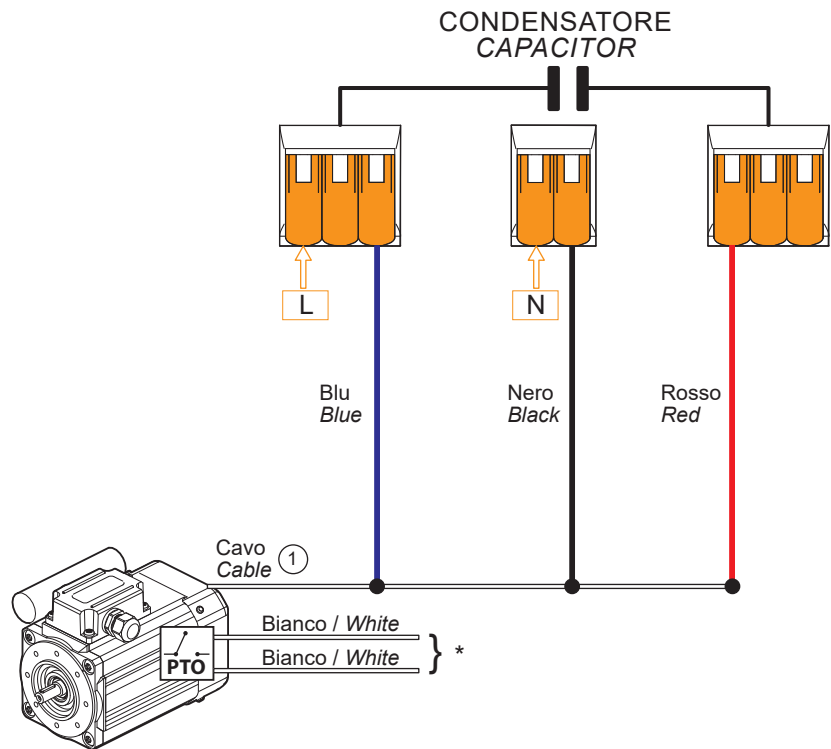 CONDENSATORE
CAPACITOR
L
N
Blu
Blue
Nero
Black
Rosso
Red
Cavo
Cable 1
Bianco / White
Bianco / White
} *
PTO